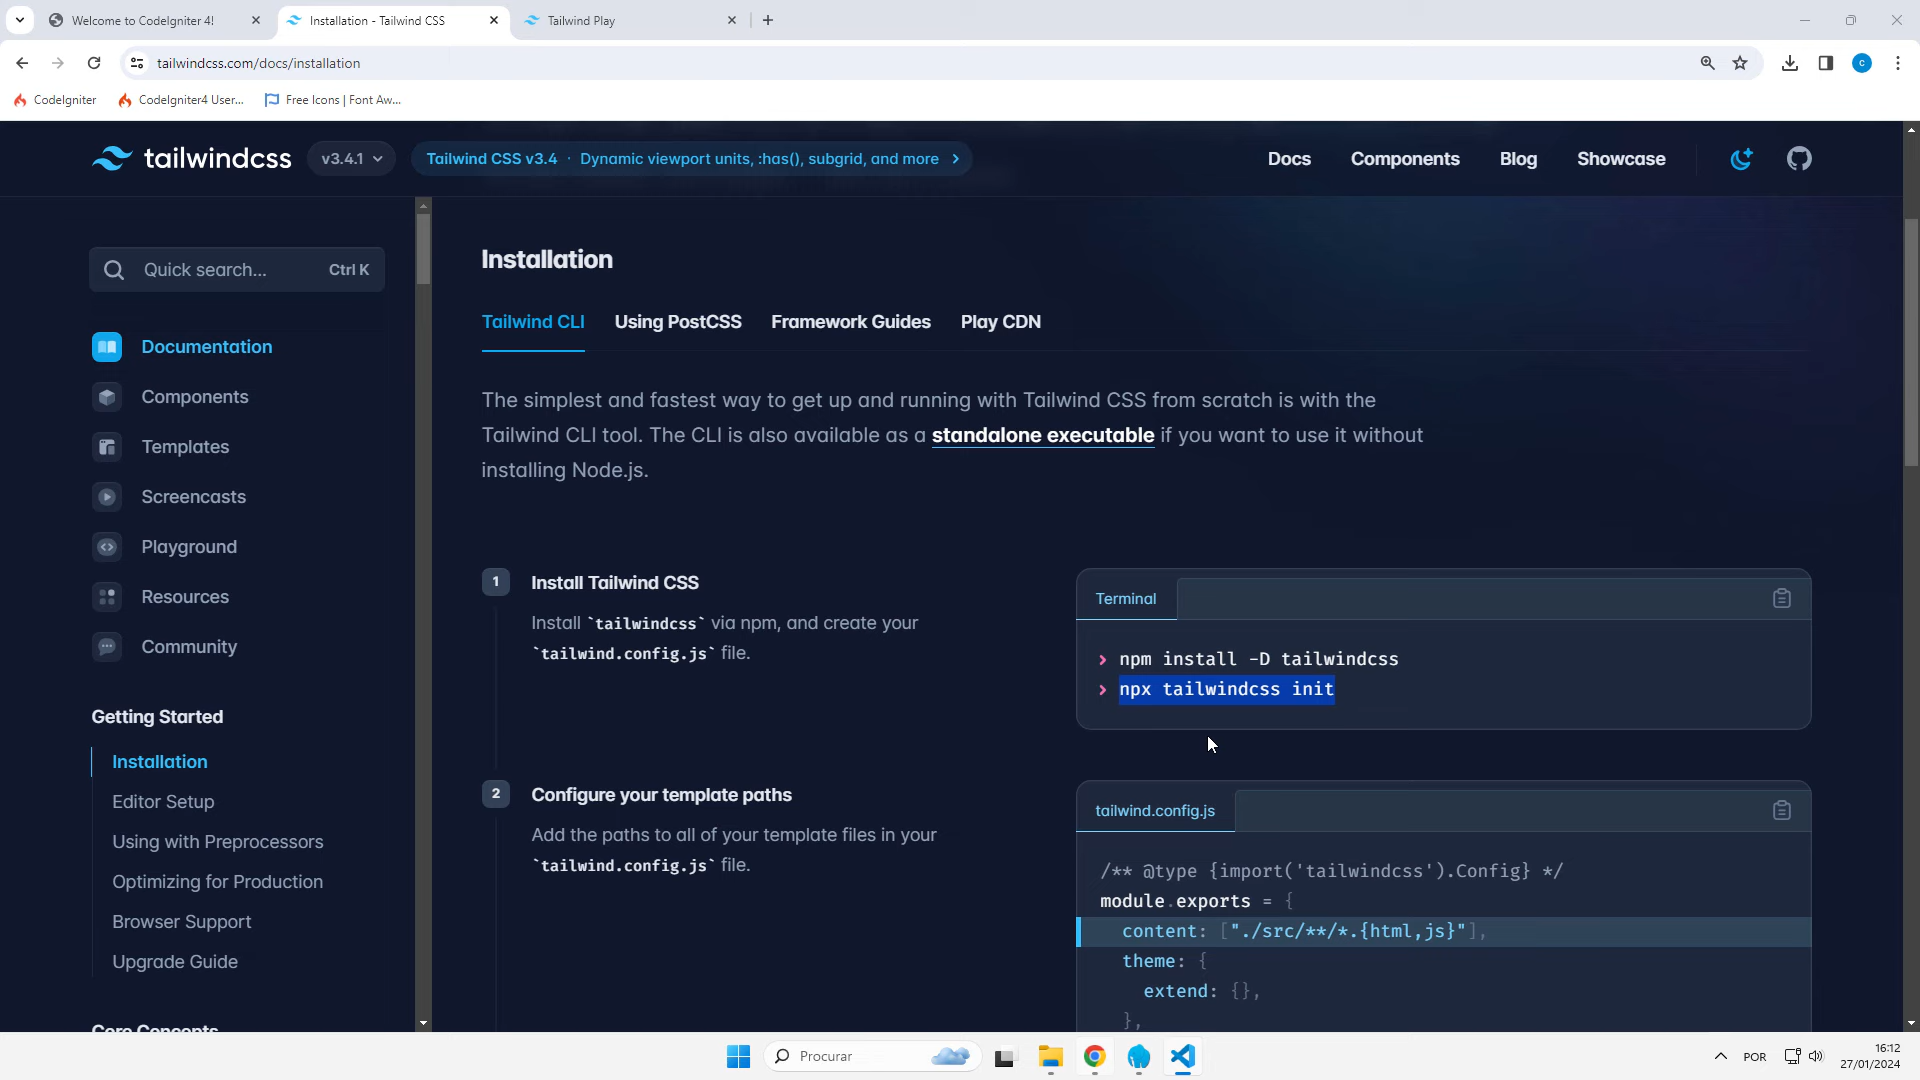 Welcome to CodeIgniter 4!
Installation - Tailwind CSS
Tailwind Play
tailwindcss.com/docs/installation
c
CodeIgniter
CodeIgniter4 User...
Free Icons | Font Aw...
tailwindcss
v3.4.1
Tailwind CSS v3.4 · Dynamic viewport units, :has(), subgrid, and more
Docs
Components
Blog
Showcase
Quick search...
Ctrl K
Documentation
Components
Templates
Screencasts
Playground
Resources
Community
Getting Started
Installation
Editor Setup
Using with Preprocessors
Optimizing for Production
Browser Support
Upgrade Guide
Core Concepts
Installation
Tailwind CLI
Using PostCSS
Framework Guides
Play CDN
The simplest and fastest way to get up and running with Tailwind CSS from scratch is with the
Tailwind CLI tool. The CLI is also available as a standalone executable if you want to use it without
installing Node.js.
1
Install Tailwind CSS
Install `tailwindcss` via npm, and create your
`tailwind.config.js` file.
Terminal
> npm install -D tailwindcss
> npx tailwindcss init
2
Configure your template paths
Add the paths to all of your template files in your
`tailwind.config.js` file.
tailwind.config.js
/** @type {import('tailwindcss').Config} */
module.exports = {
content: ["./src/**/*.{html,js}"],
theme: {
extend: {},
},
Procurar
POR
16:12
27/01/2024